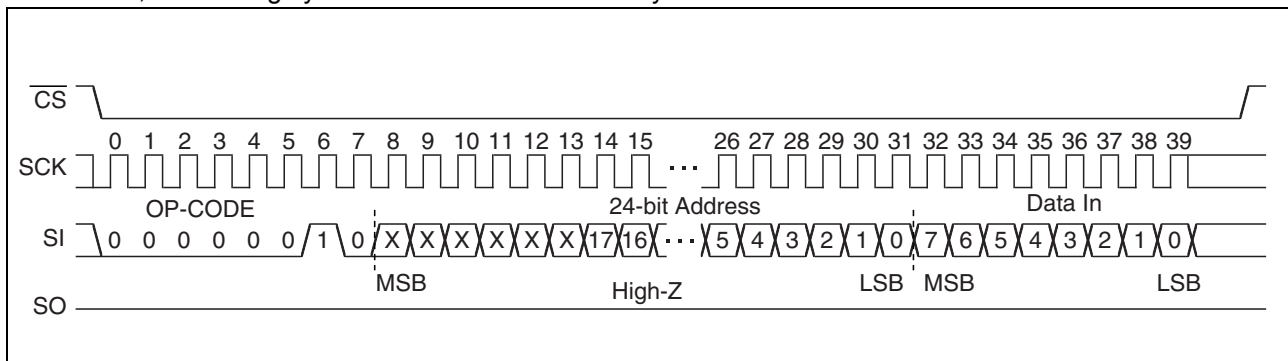 CS
0 1 2 3 4 5 6 7 8 9 10 11 12 13 14 15 26 27 28 29 30 31 32 33 34 35 36 37 38 39
SCK ···
OP-CODE 24-bit Address Data In
SI 0 0 0 0 0 0 1 0 X X X X X X 17 16 ··· 5 4 3 2 1 0 7 6 5 4 3 2 1 0
MSB High-Z LSB MSB LSB
SO